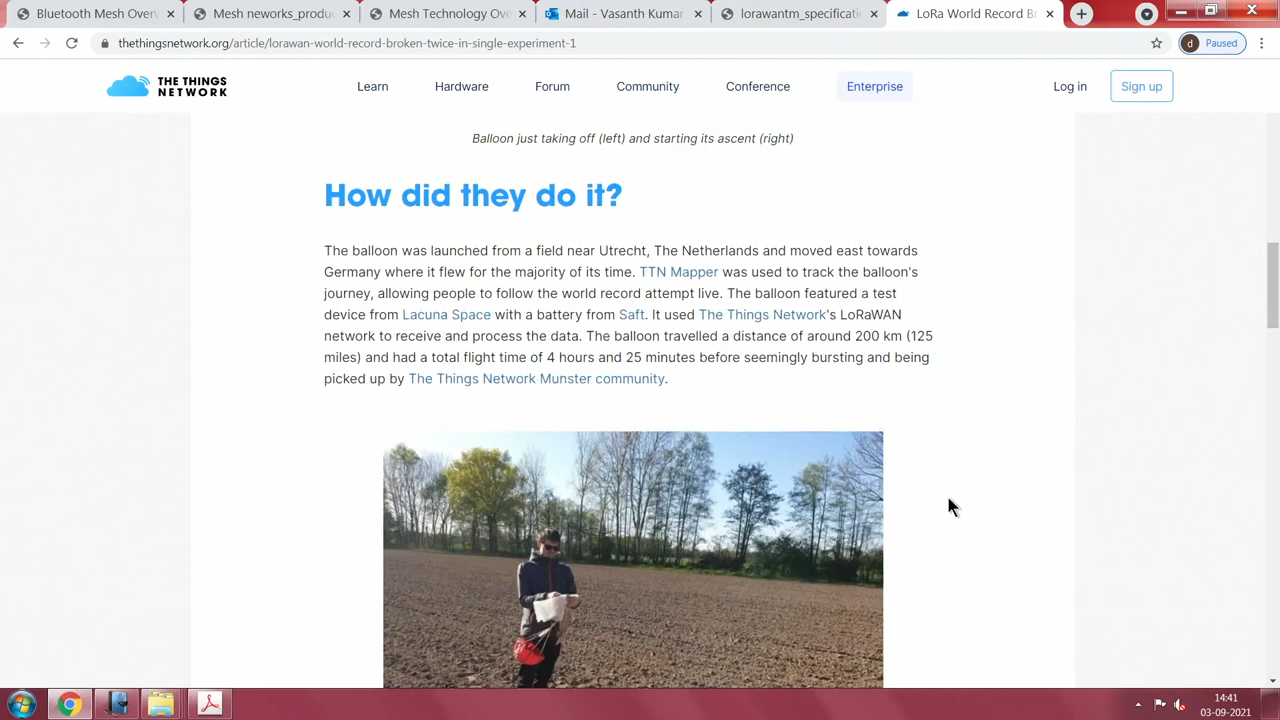 Bluetooth Mesh Over
Mesh neworks_produ
Mesh Technology Ov
Mail - Vasanth Kumar
lorawantm_specificati
LoRa World Record Br
thethingsnetwork.org/article/lorawan-world-record-broken-twice-in-single-experiment-1
d Paused
THE THINGS
NETWORK
Learn
Hardware
Forum
Community
Conference
Enterprise
Log in
Sign up
Balloon just taking off (left) and starting its ascent (right)
How did they do it?
The balloon was launched from a field near Utrecht, The Netherlands and moved east towards
Germany where it flew for the majority of its time. TTN Mapper was used to track the balloon's
journey, allowing people to follow the world record attempt live. The balloon featured a test
device from Lacuna Space with a battery from Saft. It used The Things Network's LoRaWAN
network to receive and process the data. The balloon travelled a distance of around 200 km (125
miles) and had a total flight time of 4 hours and 25 minutes before seemingly bursting and being
picked up by The Things Network Munster community.
14:41
03-09-2021